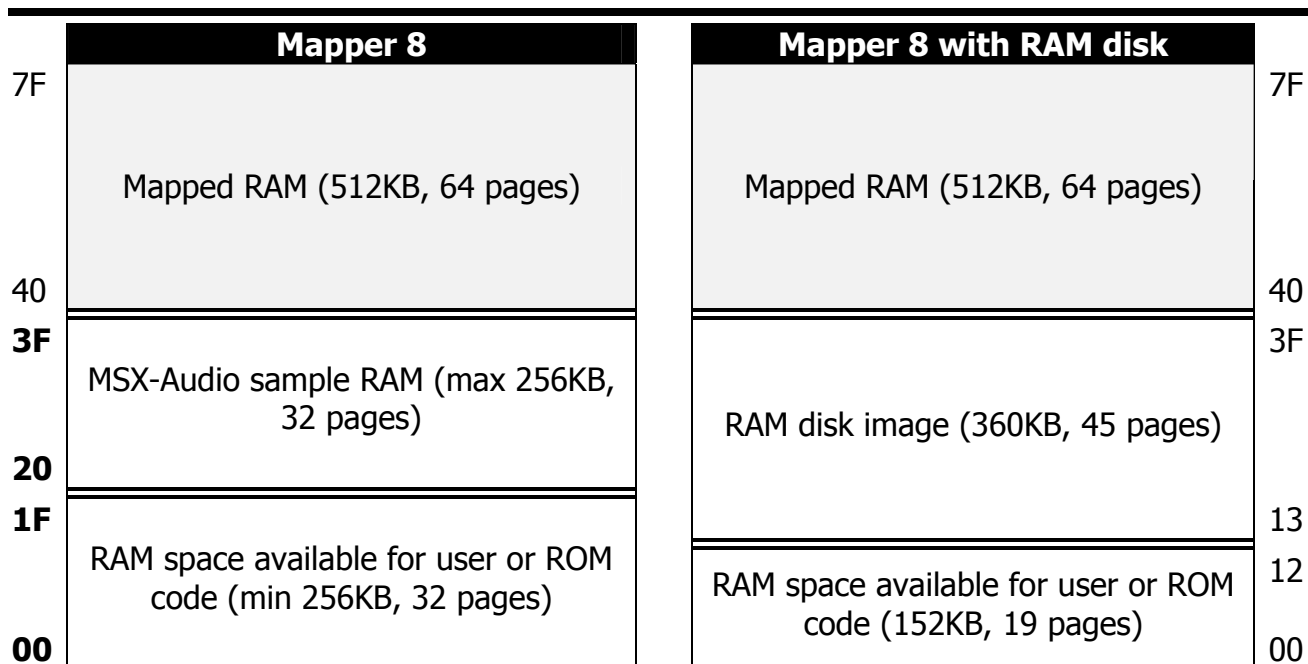 Mapper 8
7F
Mapped RAM (512KB, 64 pages)
40
3F
MSX-Audio sample RAM (max 256KB,
32 pages)
20
1F
RAM space available for user or ROM
code (min 256KB, 32 pages)
00
Mapper 8 with RAM disk
7F
Mapped RAM (512KB, 64 pages)
40
3F
RAM disk image (360KB, 45 pages)
13
12
RAM space available for user or ROM
code (152KB, 19 pages)
00